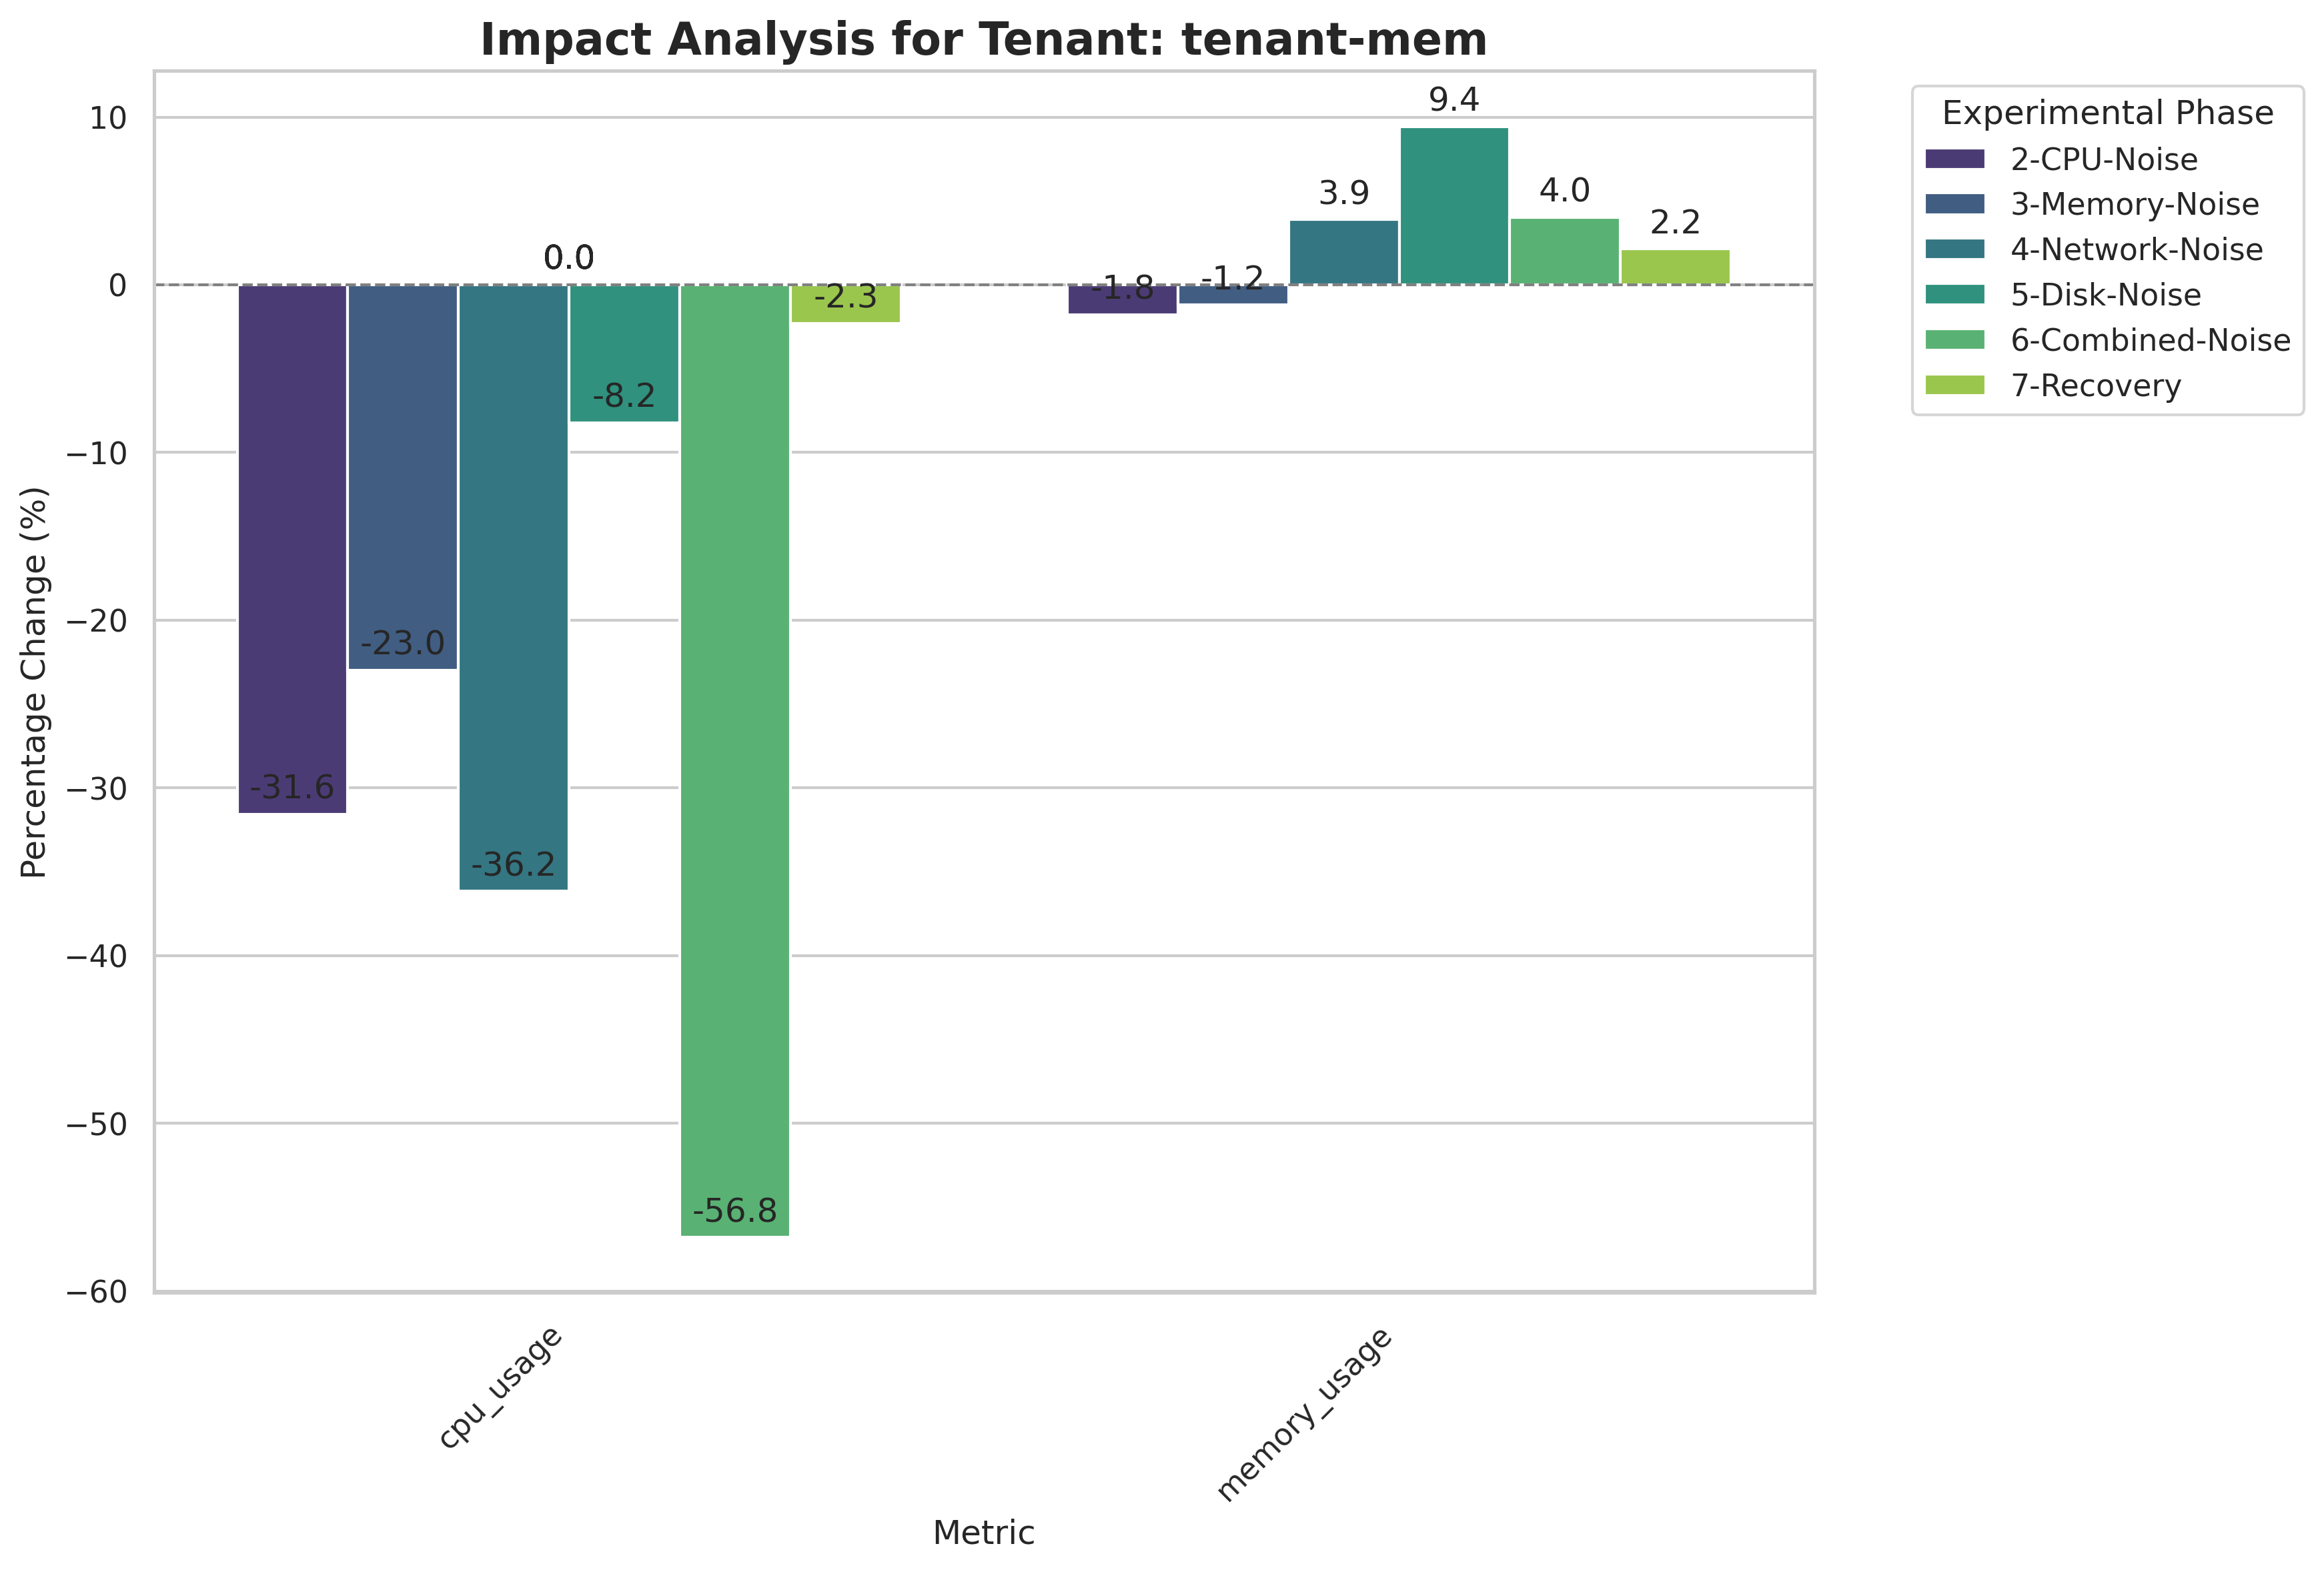 Impact Analysis for Tenant: tenant-mem
Experimental Phase
2-CPU-Noise
3-Memory-Noise
4-Network-Noise
5-Disk-Noise
6-Combined-Noise
7-Recovery
Percentage Change (%)
10
0
−10
−20
−30
−40
−50
−60
-31.6
-23.0
-36.2
0.0
-8.2
-56.8
-2.3
-1.8
-1.2
3.9
9.4
4.0
2.2
cpu_usage
memory_usage
Metric